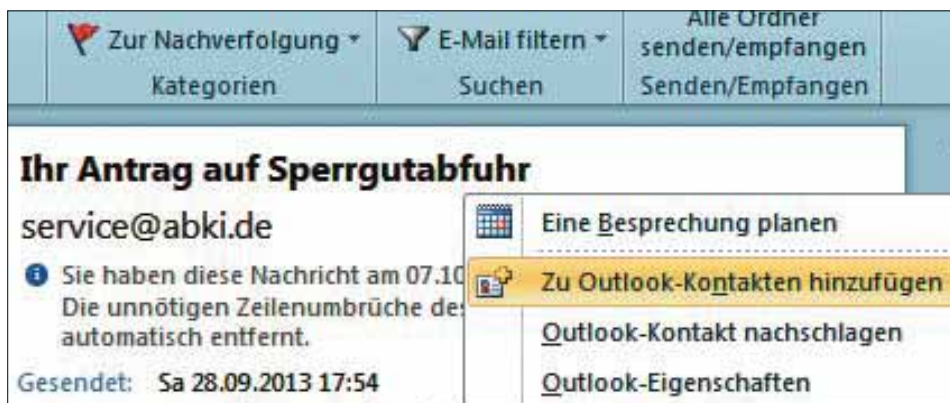 Alle Ordner
Zur Nachverfolgung
E-Mail filtern
senden/empfangen
Kategorien
Suchen
Senden/Empfangen
Ihr Antrag auf Sperrgutabfuhr
service@abki.de
Eine Besprechung planen
Sie haben diese Nachricht am 07.10
Zu Outlook-Kontakten hinzufügen
Die unnötigen Zeilenumbrüche des
automatisch entfernt.
Outlook-Kontakt nachschlagen
Gesendet: Sa 28.09.2013 17:54
Outlook-Eigenschaften